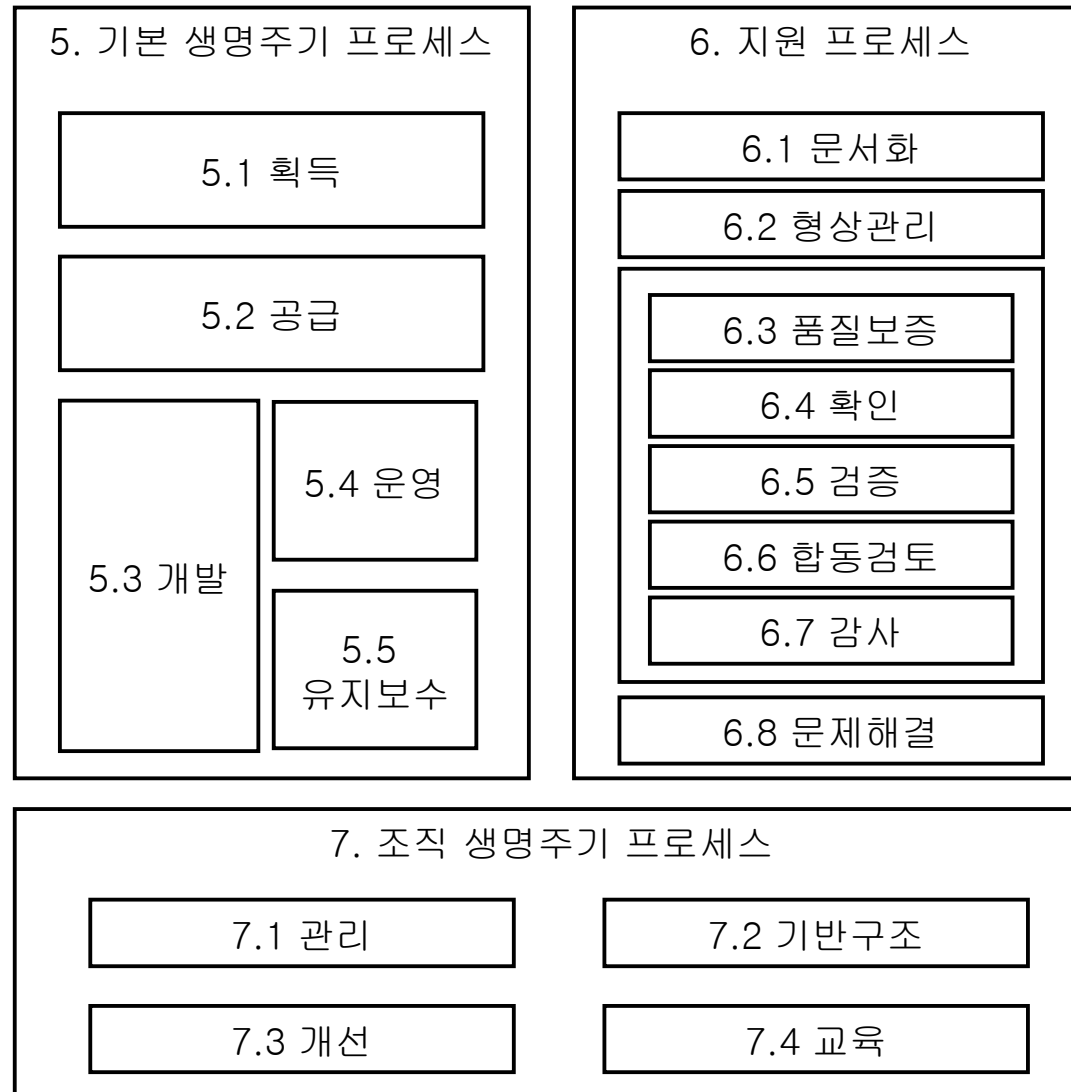 5. 기본 생명주기 프로세스
5.1 획득
5.2 공급
5.3 개발
5.4 운영
5.5
유지보수
6. 지원 프로세스
6.1 문서화
6.2 형상관리
6.3 품질보증
6.4 확인
6.5 검증
6.6 합동검토
6.7 감사
6.8 문제해결
7. 조직 생명주기 프로세스
7.1 관리
7.2 기반구조
7.3 개선
7.4 교육